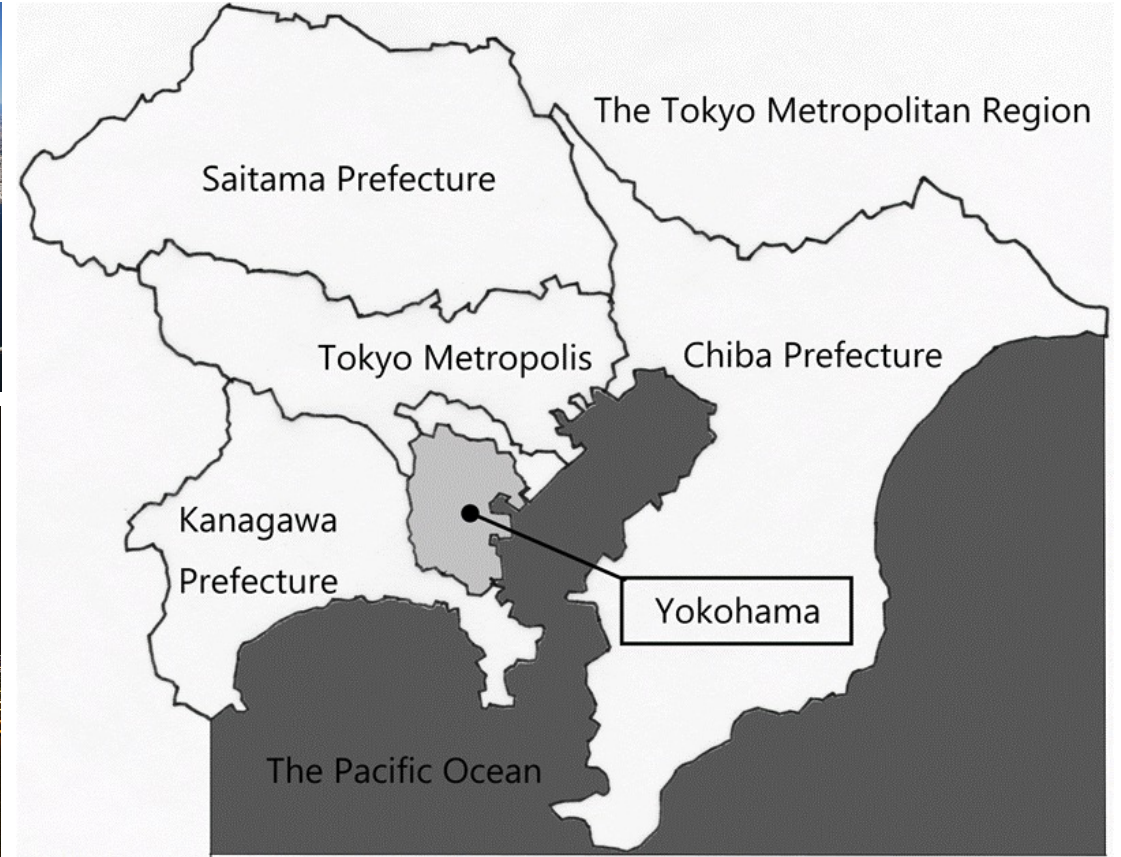 The Tokyo Metropolitan Region
Saitama Prefecture
Tokyo Metropolis
Chiba Prefecture
Kanagawa
Prefecture
Yokohama
The Pacific Ocean